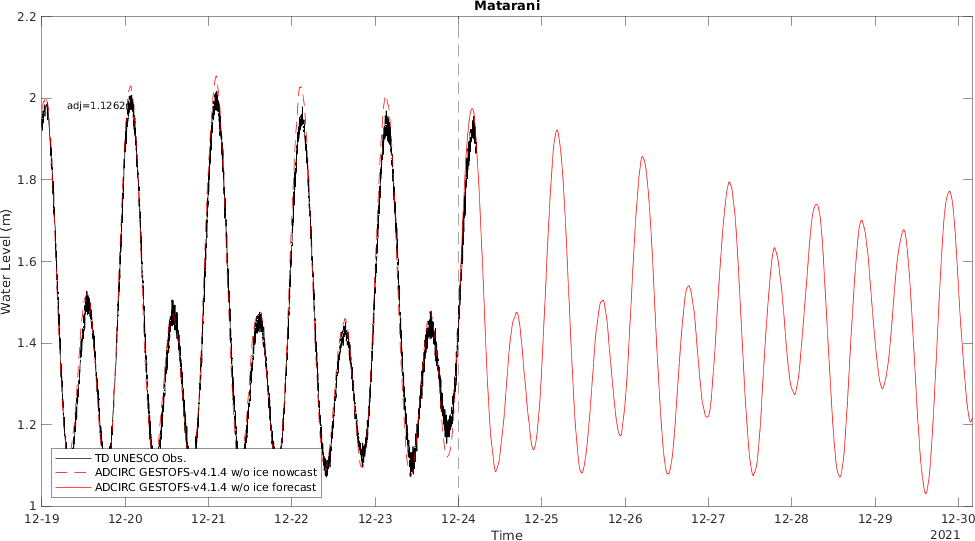 Matarani
2.2
2
1.8
1.6
1.4
1.2
1
Water Level (m)
adj=1.1262
TD UNESCO Obs.
ADCIRC GESTOFS-v4.1.4 w/o ice nowcast
ADCIRC GESTOFS-v4.1.4 w/o ice forecast
12-19 12-20 12-21 12-22 12-23 12-24 12-25 12-26 12-27 12-28 12-29 12-30
Time
2021